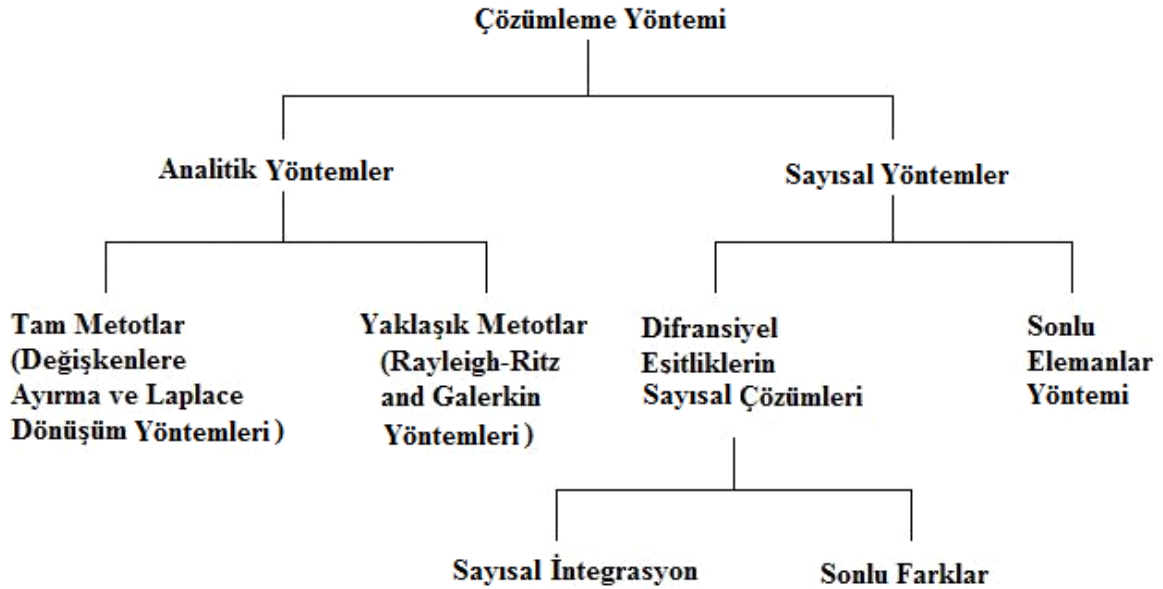 Çözümleme Yöntemi
Analitik Yöntemler
Sayısal Yöntemler
Tam Metotlar
(Değişkenlere
Ayırma ve Laplace
Dönüşüm Yöntemleri)
Yaklaşık Metotlar
(Rayleigh-Ritz
and Galerkin
Yöntemleri)
Difransiyel
Esitliklerin
Sayısal Çözümleri
Sonlu
Elemanlar
Yöntemi
Sayısal İntegrasyon
Sonlu Farklar